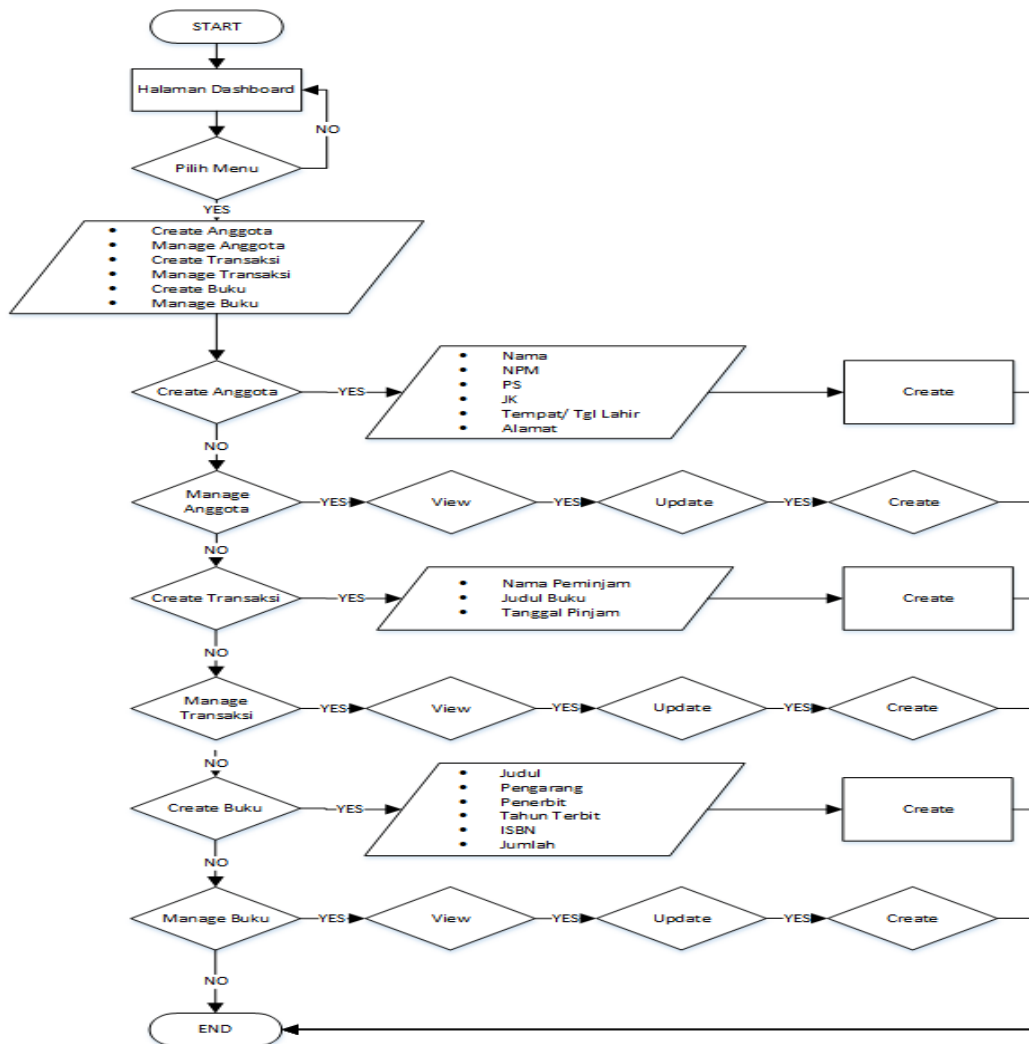 START
Halaman Dashboard
NO
Pilih Menu
YES
• Create Anggota
• Manage Anggota
• Create Transaksi
• Manage Transaksi
• Create Buku
• Manage Buku
Create Anggota
YES
• Nama
• NPM
• PS
• JK
• Tempat/ Tgl Lahir
• Alamat
Create
NO
Manage
Anggota
YES
View
YES
Update
YES
Create
NO
Create Transaksi
YES
• Nama Peminjam
• Judul Buku
• Tanggal Pinjam
Create
NO
Manage
Transaksi
YES
View
YES
Update
YES
Create
NO
Create Buku
YES
• Judul
• Pengarang
• Penerbit
• Tahun Terbit
• ISBN
• Jumlah
Create
NO
Manage Buku
YES
View
YES
Update
YES
Create
NO
END